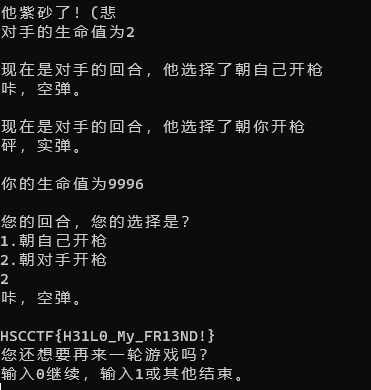 他紫砂了！(悲
对手的生命值为2
现在是对手的回合，他选择了朝自己开枪
咔，空弹。
现在是对手的回合，他选择了朝你开枪
砰，实弹。
你的生命值为9996
您的回合，您的选择是？
1.朝自己开枪
2.朝对手开枪
2
咔，空弹。
HSCCTF{H31L0_My_FR13ND!}
您还想要再来一轮游戏吗？
输入0继续，输入1或其他结束。